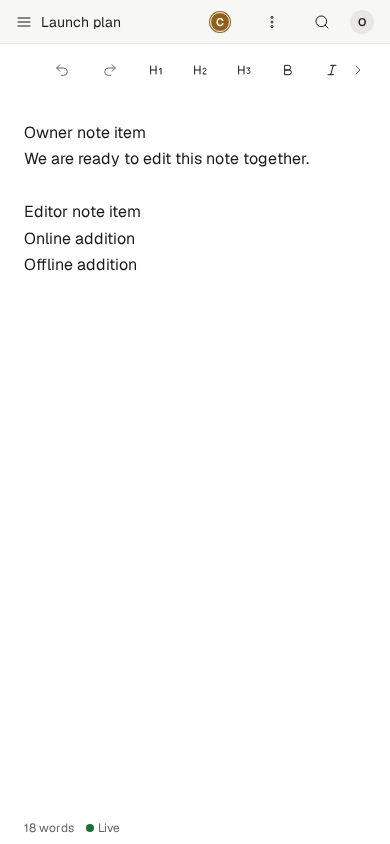 Launch plan
C
O
H1
H2
H3
B
I
Owner note item
We are ready to edit this note together.
Editor note item
Online addition
Offline addition
18 words
Live